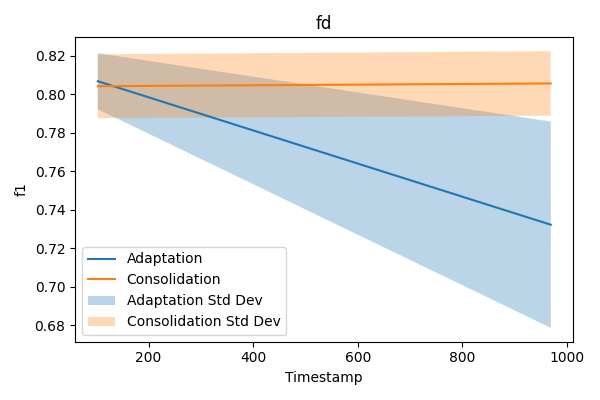 fd
f1
0.82
0.80
0.78
0.76
0.74
0.72
0.70
0.68
Adaptation
Consolidation
Adaptation Std Dev
Consolidation Std Dev
200
400
600
800
1000
Timestamp